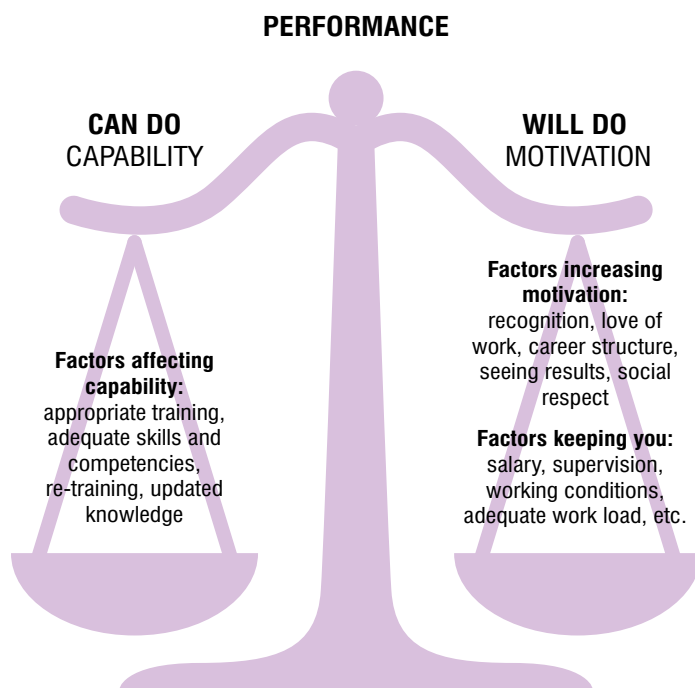 PERFORMANCE
CAN DO
CAPABILITY
Factors affecting
capability:
appropriate training,
adequate skills and
competencies,
re-training, updated
knowledge
WILL DO
MOTIVATION
Factors increasing
motivation:
recognition, love of
work, career structure,
seeing results, social
respect
Factors keeping you:
salary, supervision,
working conditions,
adequate work load, etc.